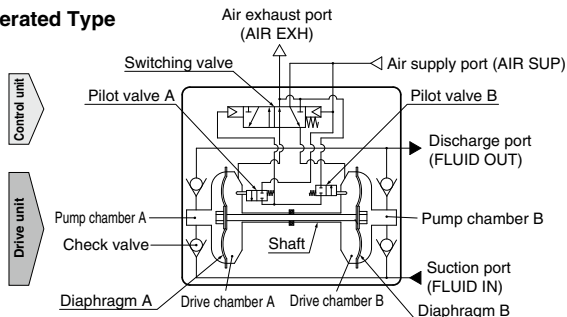 erated Type
Air exhaust port
(AIR EXH)
Switching valve
Air supply port (AIR SUP)
Pilot valve A
Pilot valve B
Control unit
Discharge port
(FLUID OUT)
Drive unit
Pump chamber A
Pump chamber B
Check valve
Shaft
Suction port
(FLUID IN)
Diaphragm A
Drive chamber A
Drive chamber B
Diaphragm B